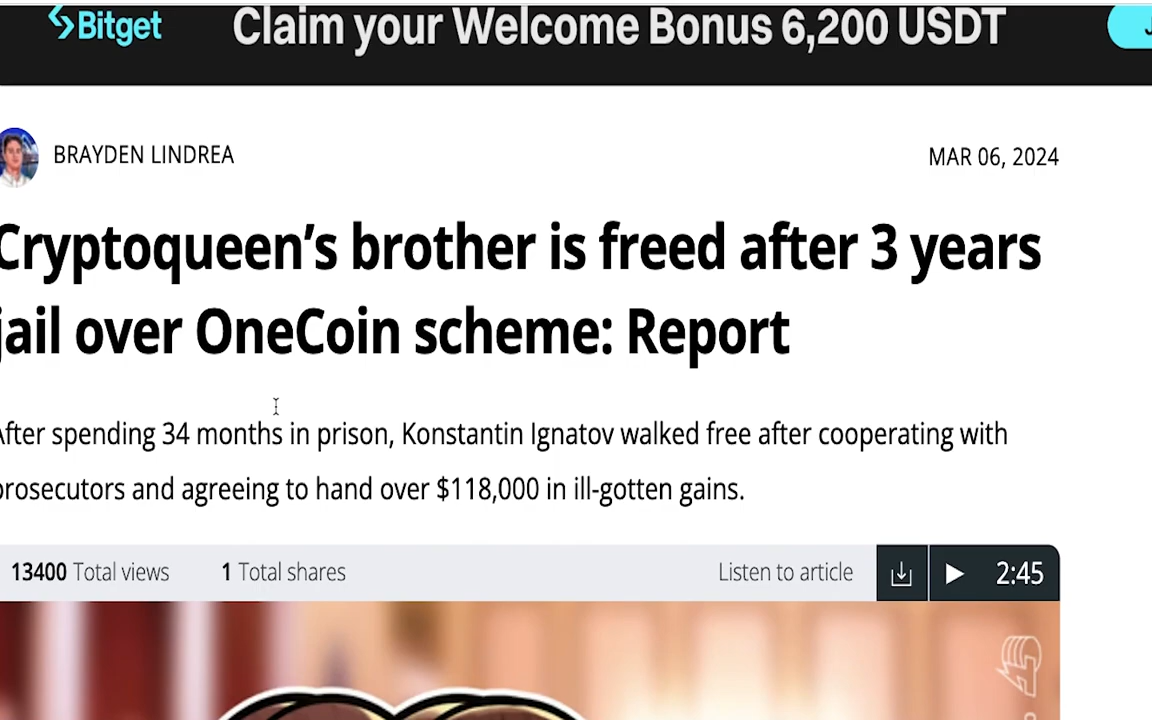 Bitget Claim your Welcome Bonus 6,200 USDT
BRAYDEN LINDREA
MAR 06, 2024
Cryptoqueen's brother is freed after 3 years
jail over OneCoin scheme: Report
After spending 34 months in prison, Konstantin Ignatov walked free after cooperating with
prosecutors and agreeing to hand over $118,000 in ill-gotten gains.
13400 Total views 1 Total shares Listen to article 2:45